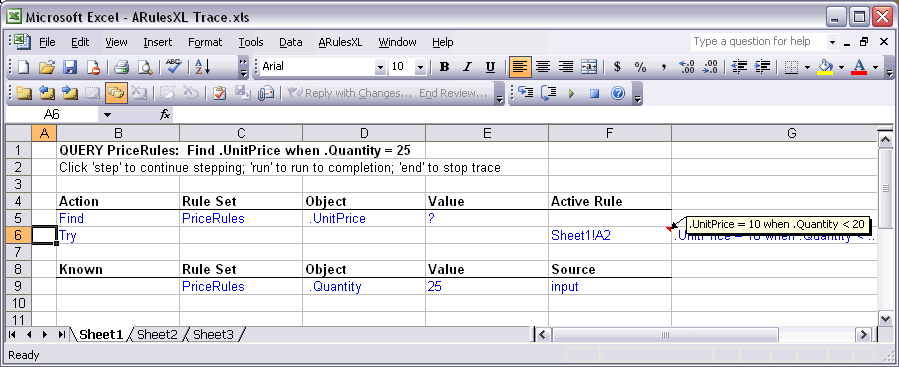 Microsoft Excel - ARulesXL Trace.xls
File Edit View Insert Format Tools Data ARulesXL Window Help Type a question for help
Arial 10 B I U $ %
Reply with Changes... End Review...
A6 fx
A B C D E F G
1 QUERY PriceRules: Find .UnitPrice when .Quantity = 25
2 Click 'step' to continue stepping; 'run' to run to completion; 'end' to stop trace
3
4 Action Rule Set Object Value Active Rule
5 Find PriceRules .UnitPrice ?
.UnitPrice = 10 when .Quantity < 20
6 Try Sheet1!A2 .UnitPrice = 10 when .Quantity < ..
7
8 Known Rule Set Object Value Source
9 PriceRules .Quantity 25 input
10
11
Sheet1 Sheet2 Sheet3
Ready